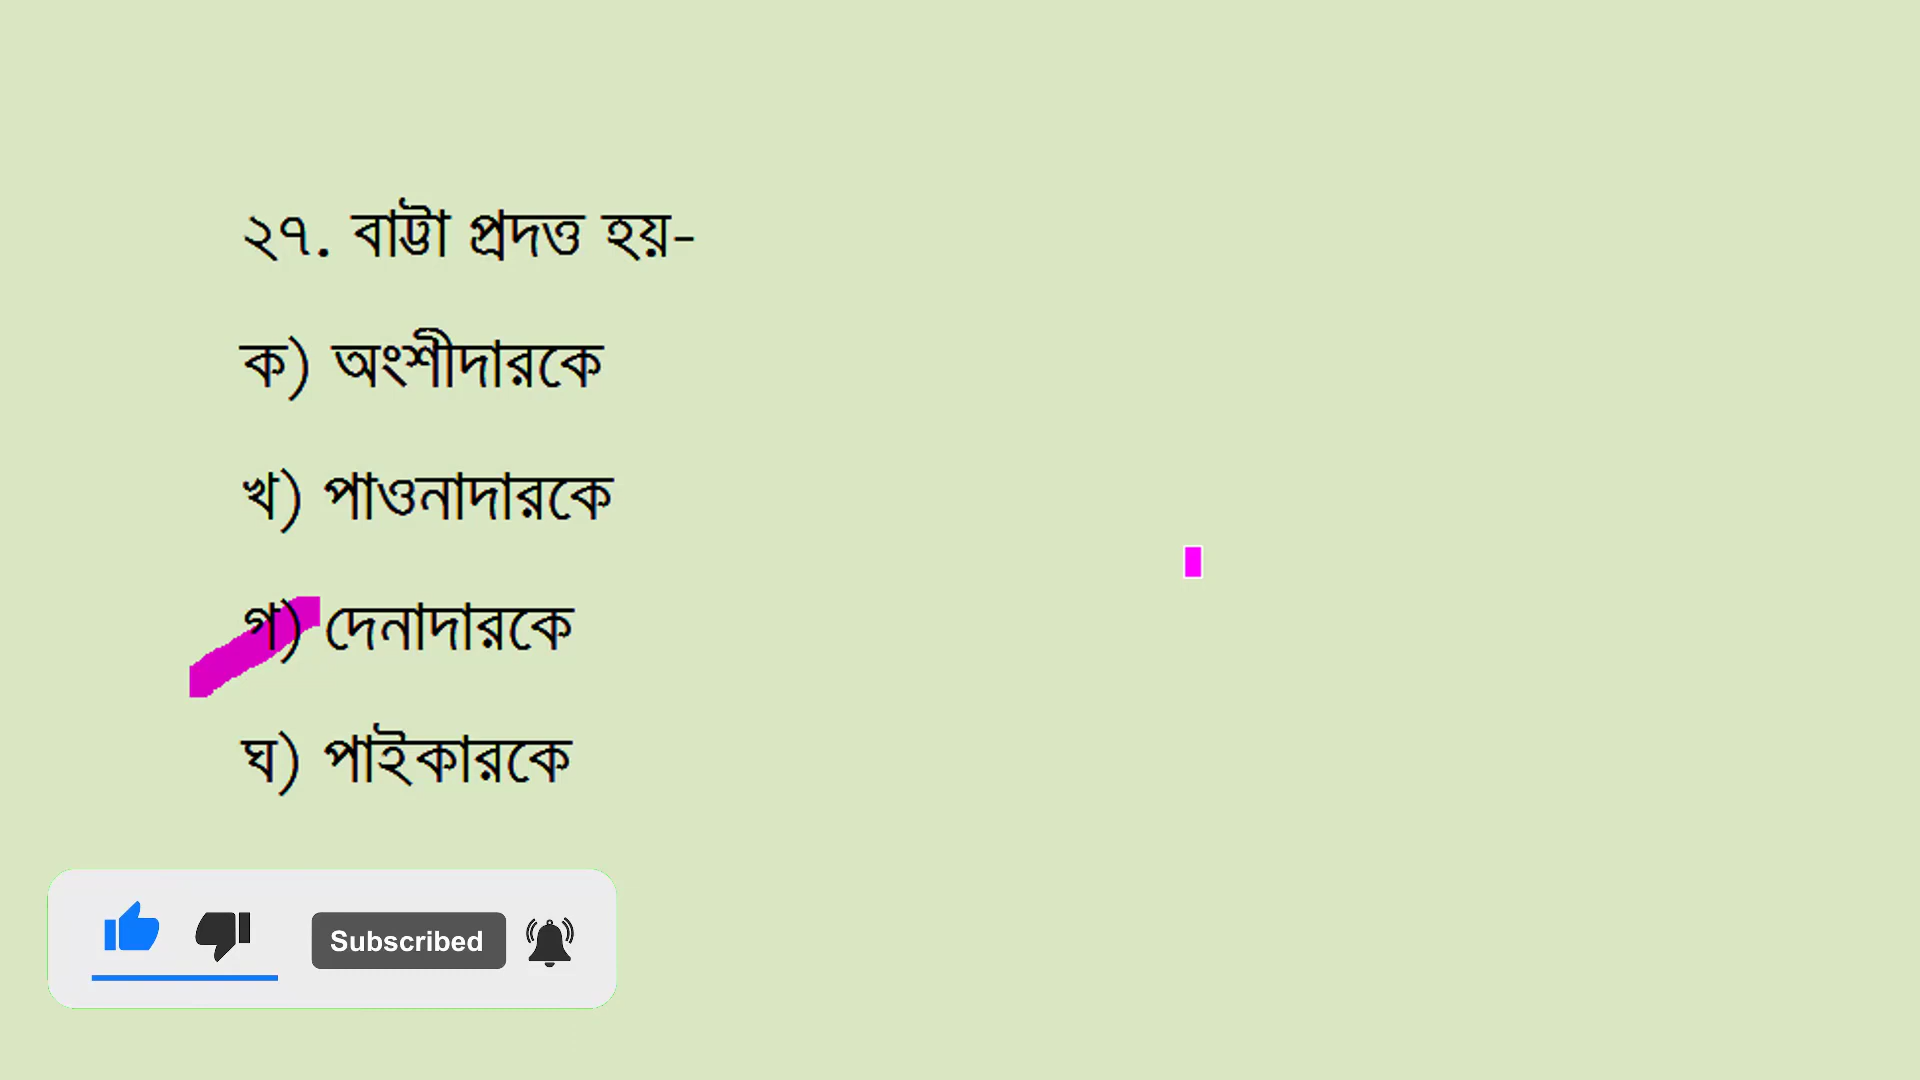 ২৭. বাট্টা প্রদত্ত হয়-
ক) অংশীদারকে
খ) পাওনাদারকে
গ) দেনাদারকে
ঘ) পাইকারকে
Subscribed